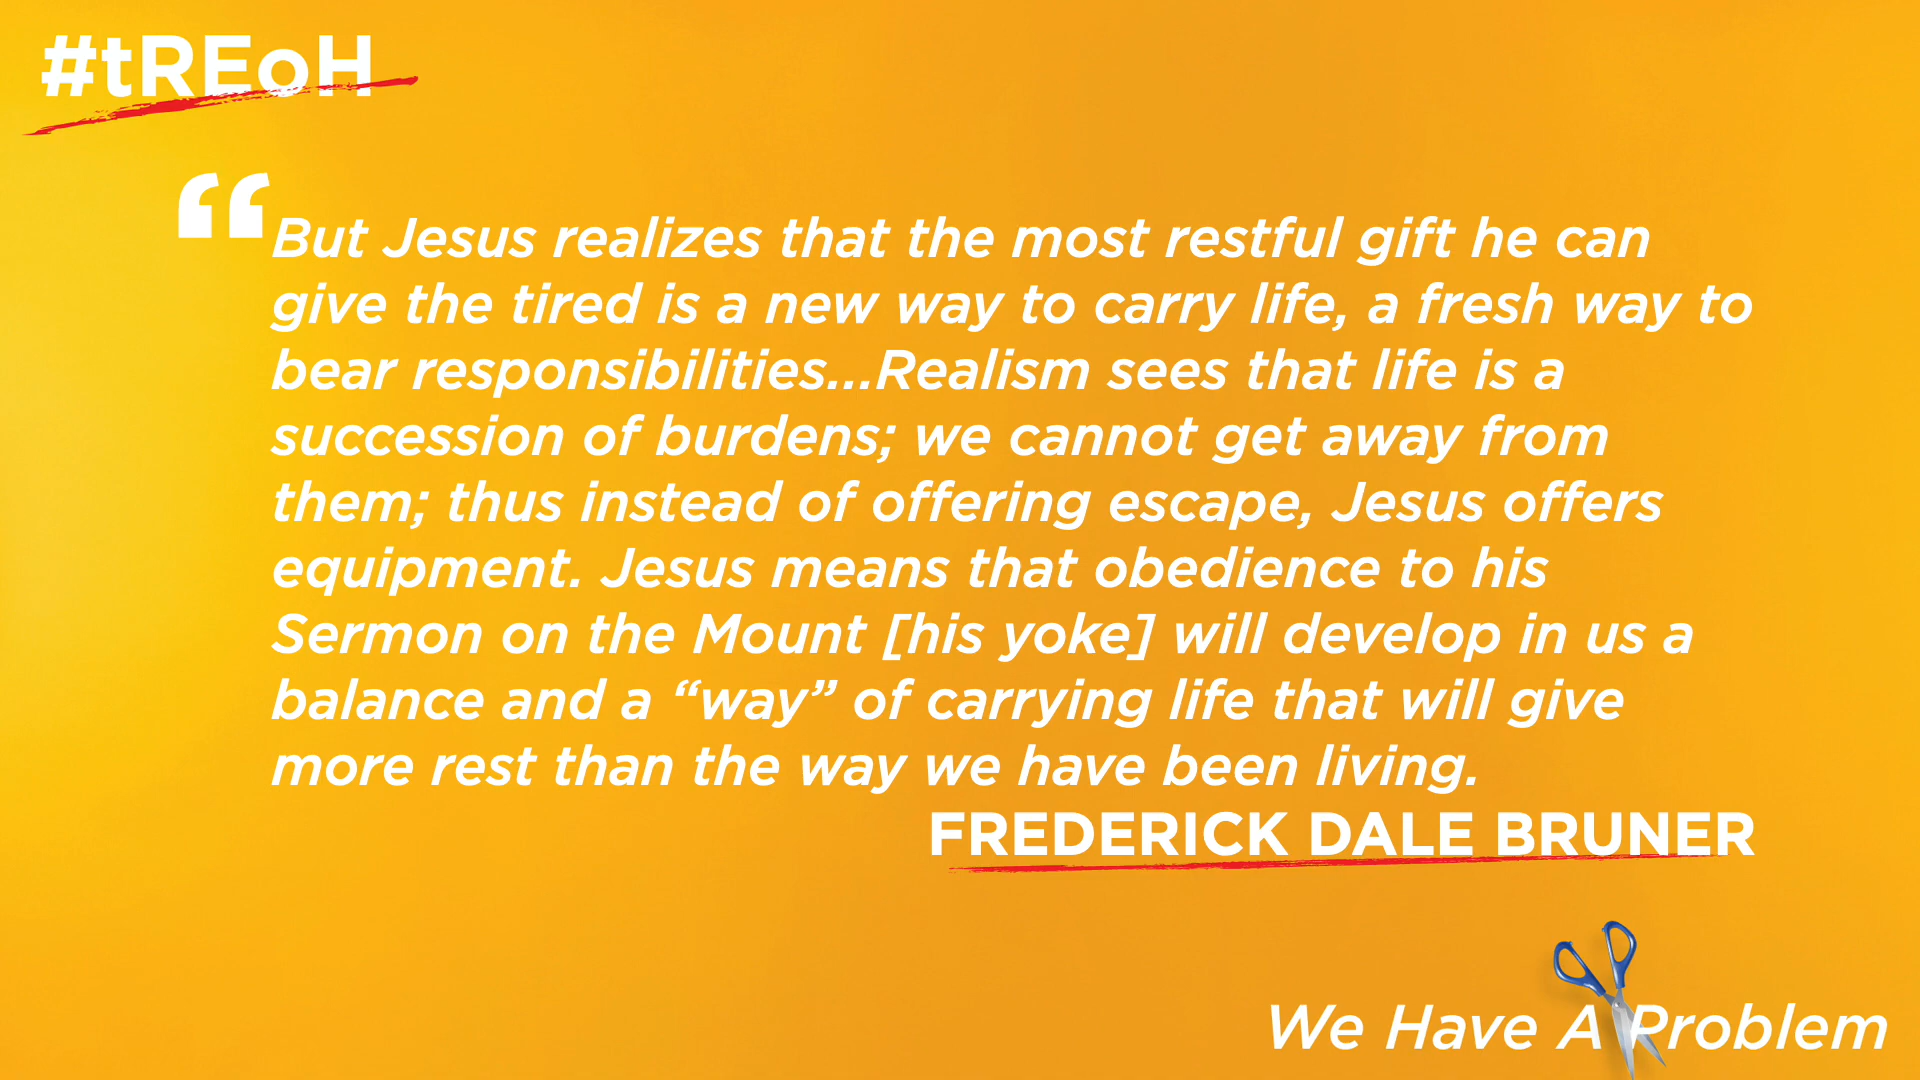 #tREoH
“But Jesus realizes that the most restful gift he can
give the tired is a new way to carry life, a fresh way to
bear responsibilities...Realism sees that life is a
succession of burdens; we cannot get away from
them; thus instead of offering escape, Jesus offers
equipment. Jesus means that obedience to his
Sermon on the Mount [his yoke] will develop in us a
balance and a “way” of carrying life that will give
more rest than the way we have been living.
FREDERICK DALE BRUNER
We Have A Problem